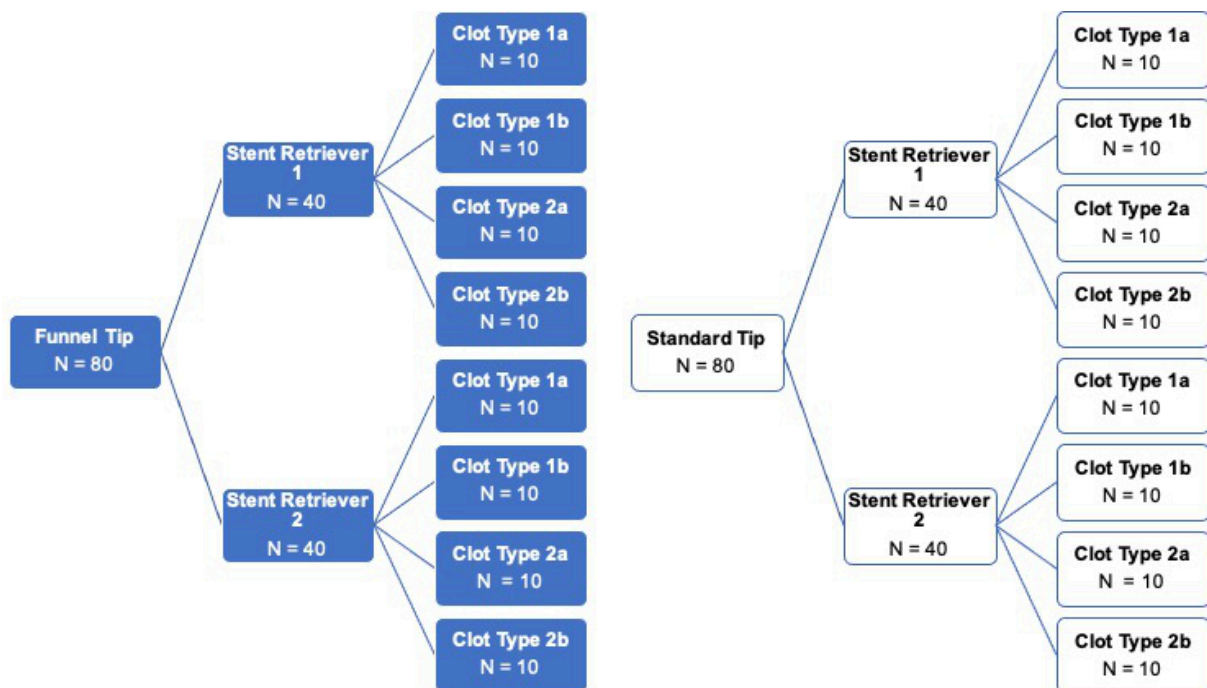 Funnel Tip
N = 80
Stent Retriever
1
N = 40
Clot Type 1a
N = 10
Clot Type 1b
N = 10
Clot Type 2a
N = 10
Clot Type 2b
N = 10
Stent Retriever
2
N = 40
Clot Type 1a
N = 10
Clot Type 1b
N = 10
Clot Type 2a
N = 10
Clot Type 2b
N = 10
Standard Tip
N = 80
Stent Retriever
1
N = 40
Clot Type 1a
N = 10
Clot Type 1b
N = 10
Clot Type 2a
N = 10
Clot Type 2b
N = 10
Stent Retriever
2
N = 40
Clot Type 1a
N = 10
Clot Type 1b
N = 10
Clot Type 2a
N = 10
Clot Type 2b
N = 10